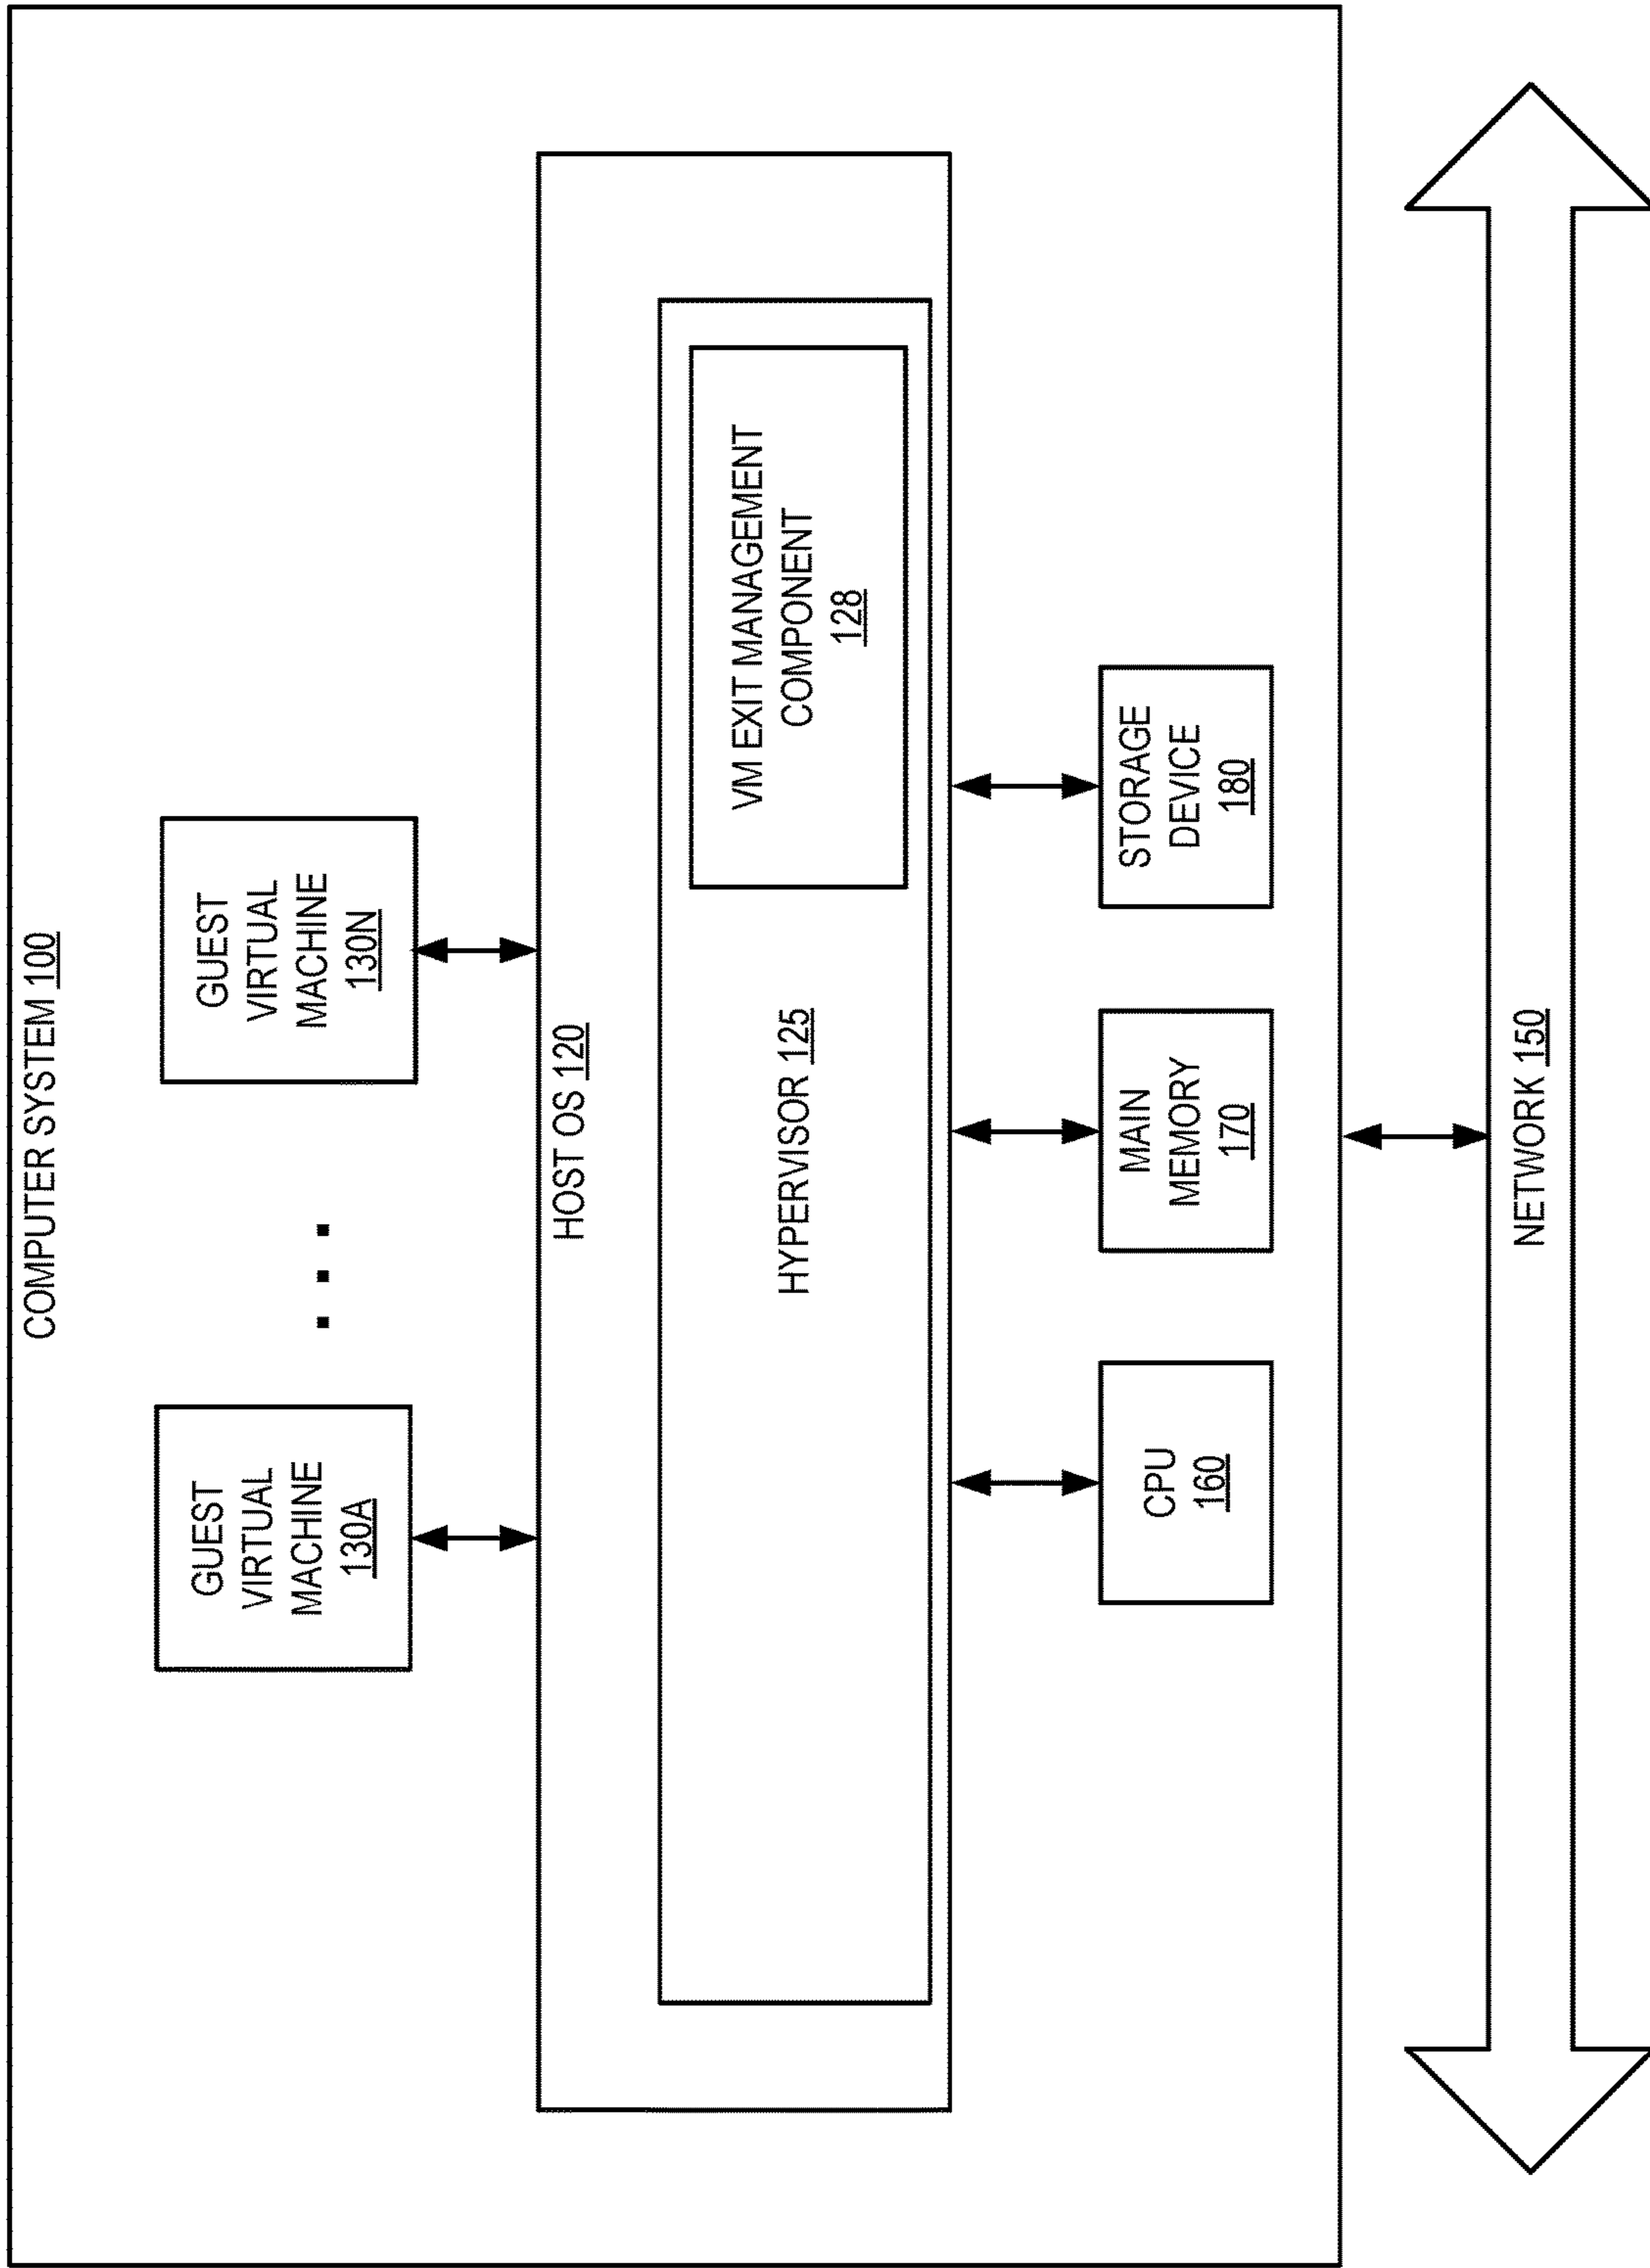 COMPUTER SYSTEM 100
GUEST
VIRTUAL
MACHINE
130A
GUEST
VIRTUAL
MACHINE
130N
HOST OS 120
HYPERVISOR 125
VM EXIT MANAGEMENT
COMPONENT
128
CPU
160
MAIN
MEMORY
170
STORAGE
DEVICE
180
NETWORK 150